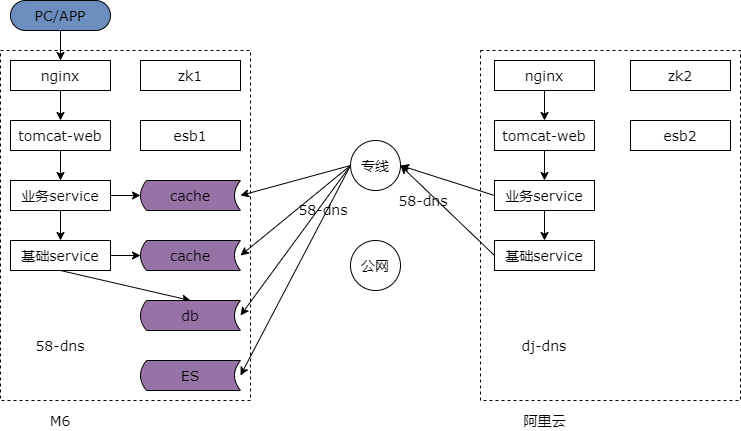 PC/APP
nginx
zk1
tomcat-web
esb1
业务service
cache
基础service
cache
db
ES
58-dns
M6
专线
58-dns
58-dns
公网
nginx
zk2
tomcat-web
esb2
业务service
基础service
dj-dns
阿里云